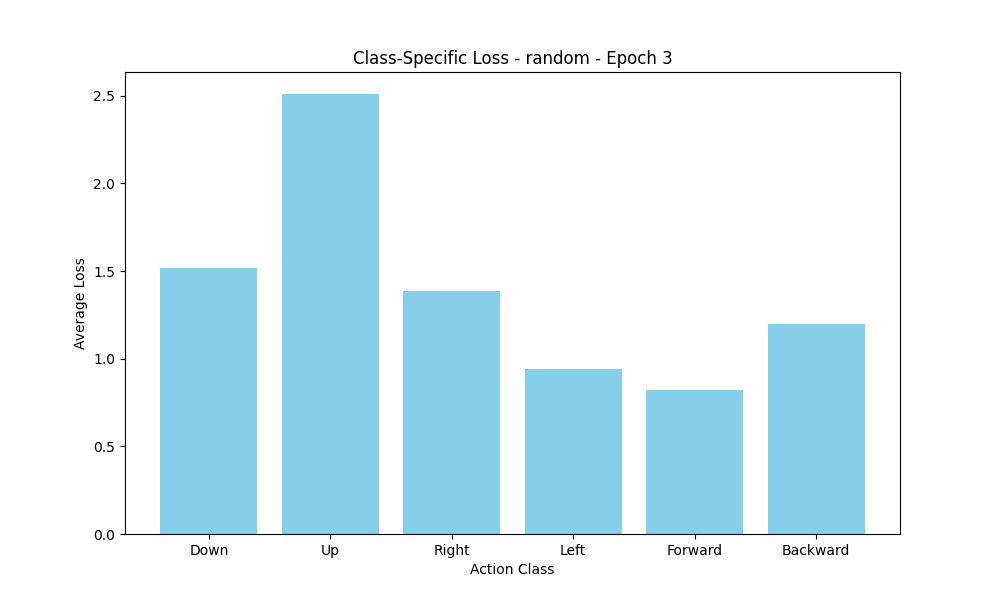 Class-Specific Loss - random - Epoch 3
Average Loss
2.5
2.0
1.5
1.0
0.5
0.0
Down Up Right Left Forward Backward
Action Class